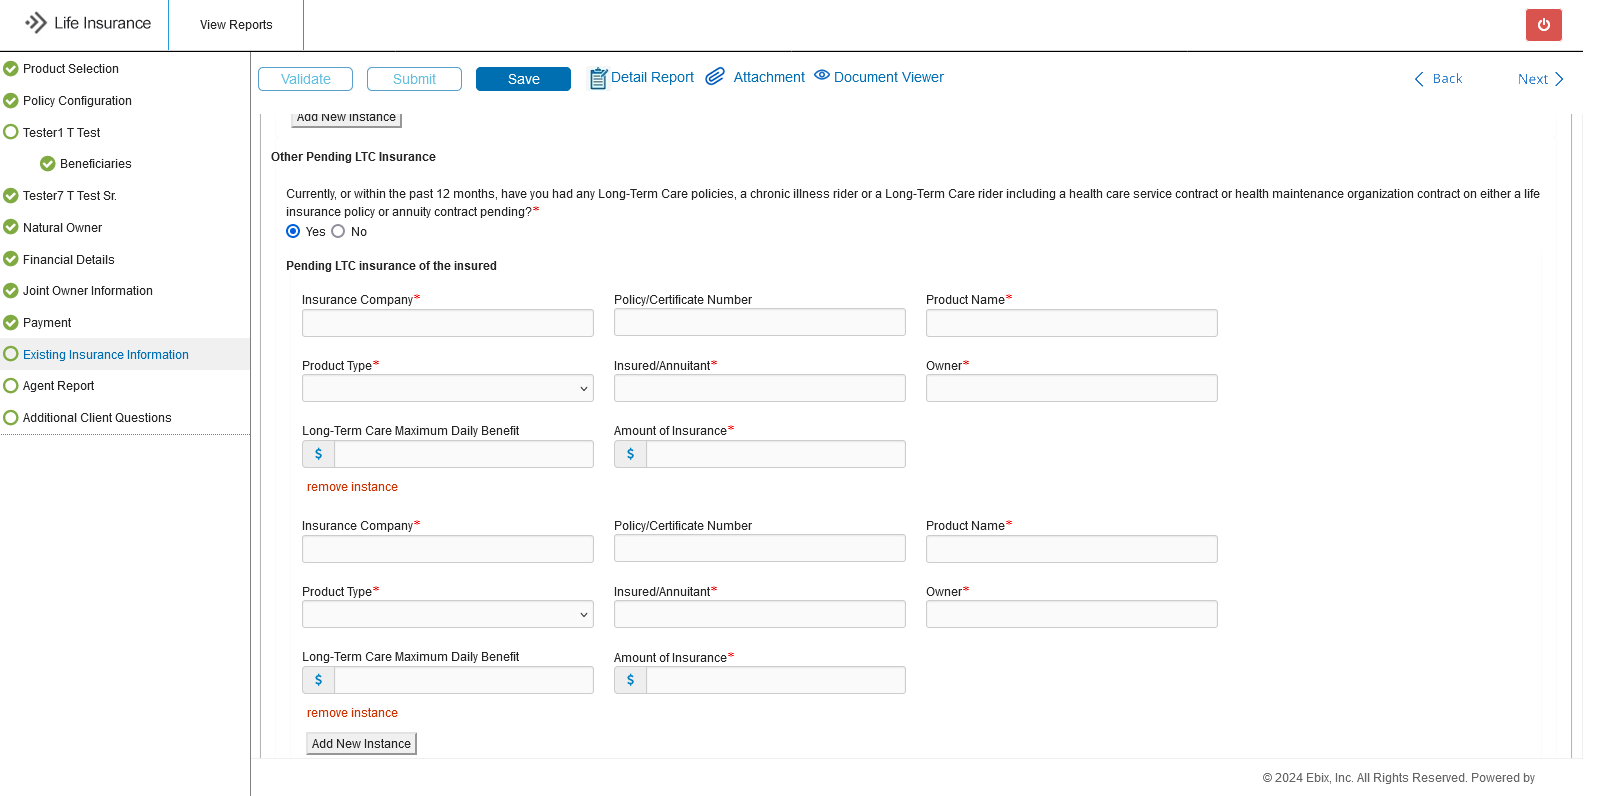 Life Insurance
View Reports
Product Selection
Policy Configuration
Tester1 T Test
Beneficiaries
Tester7 T Test Sr.
Natural Owner
Financial Details
Joint Owner Information
Payment
Existing Insurance Information
Agent Report
Additional Client Questions
Validate Submit Save Detail Report Attachment Document Viewer Back Next
Add New Instance
Other Pending LTC Insurance
Currently, or within the past 12 months, have you had any Long-Term Care policies, a chronic illness rider or a Long-Term Care rider including a health care service contract or health maintenance organization contract on either a life
insurance policy or annuity contract pending?*
Yes No
Pending LTC insurance of the insured
Insurance Company* Policy/Certificate Number Product Name*
Product Type* Insured/Annuitant* Owner*
Long-Term Care Maximum Daily Benefit Amount of Insurance*
$ $
remove instance
Insurance Company* Policy/Certificate Number Product Name*
Product Type* Insured/Annuitant* Owner*
Long-Term Care Maximum Daily Benefit Amount of Insurance*
$ $
remove instance
Add New Instance
© 2024 Ebix, Inc. All Rights Reserved. Powered by